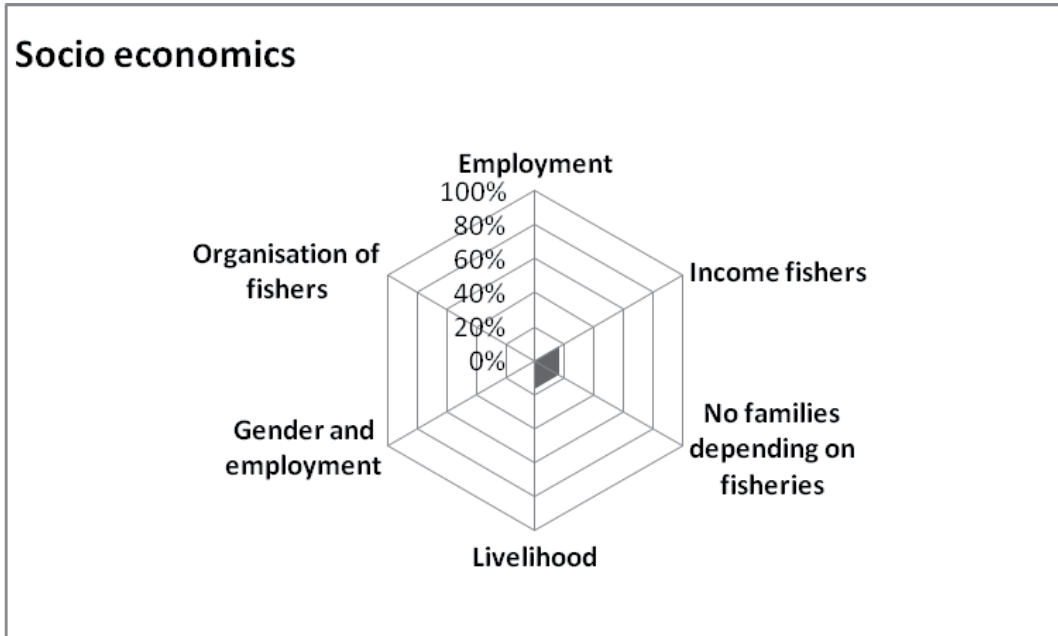 Socio economics
Employment
100%
80%
60%
40%
20%
0%
Organisation of
fishers
Income fishers
Gender and
employment
No families
depending on
fisheries
Livelihood